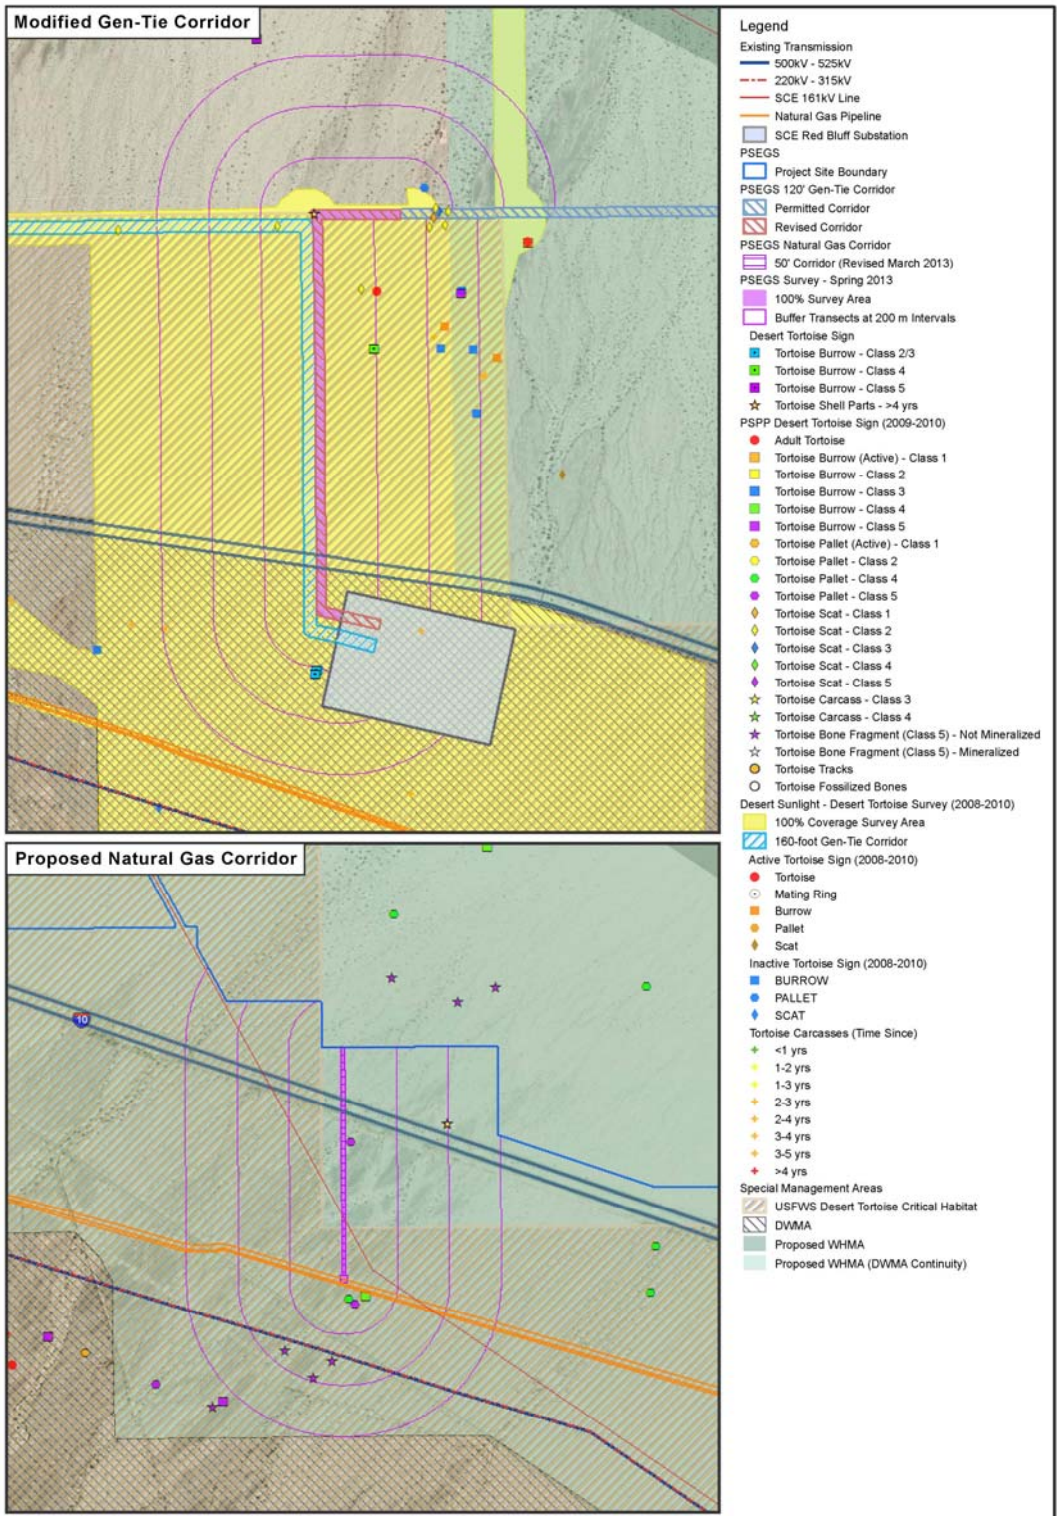 Modified Gen-Tie Corridor
Legend
Existing Transmission
500kV - 525kV
220kV - 315kV
SCE 161kV Line
Natural Gas Pipeline
SCE Red Bluff Substation
PSEGS
Project Site Boundary
PSEGS 120' Gen-Tie Corridor
Permitted Corridor
Revised Corridor
PSEGS Natural Gas Corridor
50' Corridor (Revised March 2013)
PSEGS Survey - Spring 2013
100% Survey Area
Buffer Transects at 200 m Intervals
Desert Tortoise Sign
Tortoise Burrow - Class 2/3
Tortoise Burrow - Class 4
Tortoise Burrow - Class 5
Tortoise Shell Parts - >4 yrs
PSPP Desert Tortoise Sign (2009-2010)
Adult Tortoise
Tortoise Burrow (Active) - Class 1
Tortoise Burrow - Class 2
Tortoise Burrow - Class 3
Tortoise Burrow - Class 4
Tortoise Burrow - Class 5
Tortoise Pallet (Active) - Class 1
Tortoise Pallet - Class 2
Tortoise Pallet - Class 4
Tortoise Pallet - Class 5
Tortoise Scat - Class 1
Tortoise Scat - Class 2
Tortoise Scat - Class 3
Tortoise Scat - Class 4
Tortoise Scat - Class 5
Tortoise Carcass - Class 3
Tortoise Carcass - Class 4
Tortoise Bone Fragment (Class 5) - Not Mineralized
Tortoise Bone Fragment (Class 5) - Mineralized
Tortoise Tracks
Tortoise Fossilized Bones
Desert Sunlight - Desert Tortoise Survey (2008-2010)
100% Coverage Survey Area
160-foot Gen-Tie Corridor
Active Tortoise Sign (2008-2010)
Tortoise
Mating Ring
Burrow
Pallet
Scat
Inactive Tortoise Sign (2008-2010)
BURROW
PALLET
SCAT
Tortoise Carcasses (Time Since)
<1 yrs
1-2 yrs
1-3 yrs
2-3 yrs
2-4 yrs
3-4 yrs
3-5 yrs
>4 yrs
Special Management Areas
USFWS Desert Tortoise Critical Habitat
DWMA
Proposed WHMA
Proposed WHMA (DWMA Continuity)
Proposed Natural Gas Corridor
10